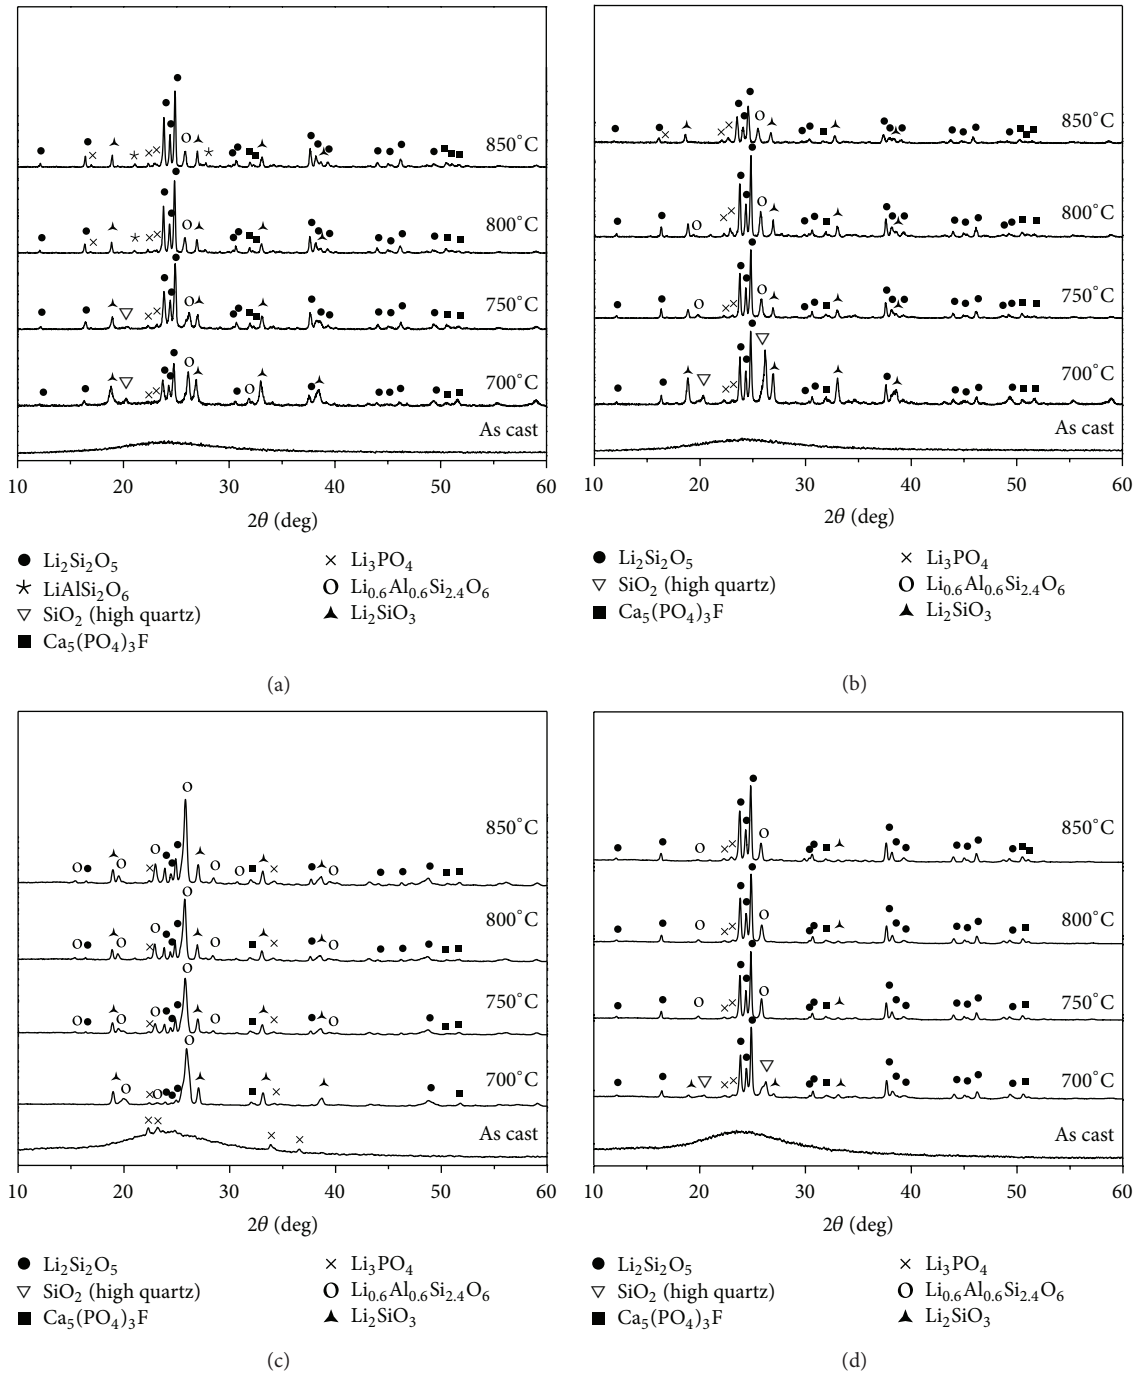 850°C
800°C
750°C
700°C
As cast
10 20 30 40 50 60
2θ (deg)
● Li₂Si₂O₅
LiAlSi₂O₆
▽ SiO₂ (high quartz)
■ Ca₅(PO₄)₃F
× Li₃PO₄
Li₀.₆Al₀.₆Si₂.₄O₆
Li₂SiO₃
(a)
850°C
800°C
750°C
700°C
As cast
10 20 30 40 50 60
2θ (deg)
● Li₂Si₂O₅
▽ SiO₂ (high quartz)
■ Ca₅(PO₄)₃F
× Li₃PO₄
Li₀.₆Al₀.₆Si₂.₄O₆
Li₂SiO₃
(b)
850°C
800°C
750°C
700°C
As cast
10 20 30 40 50 60
2θ (deg)
● Li₂Si₂O₅
▽ SiO₂ (high quartz)
■ Ca₅(PO₄)₃F
× Li₃PO₄
Li₀.₆Al₀.₆Si₂.₄O₆
Li₂SiO₃
(c)
850°C
800°C
750°C
700°C
As cast
10 20 30 40 50 60
2θ (deg)
● Li₂Si₂O₅
▽ SiO₂ (high quartz)
■ Ca₅(PO₄)₃F
× Li₃PO₄
Li₀.₆Al₀.₆Si₂.₄O₆
Li₂SiO₃
(d)